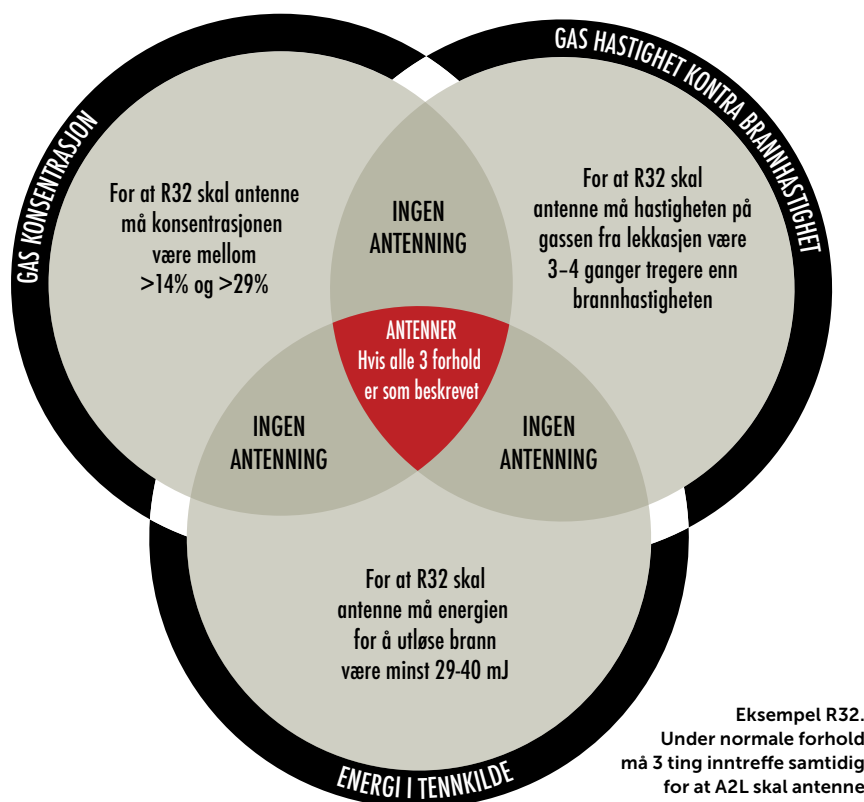 GAS KONSENTRASJON
GAS HASTIGHET KONTRA BRANNHASTIGHET
For at R32 skal antenne
må konsentrasjonen
være mellom
>14% og >29%
INGEN
ANTENNING
For at R32 skal
antenne må hastigheten på
gassen fra lekkasjen være
3–4 ganger tregere enn
brannhastigheten
ANTENNER
Hvis alle 3 forhold
er som beskrevet
INGEN
ANTENNING
INGEN
ANTENNING
For at R32 skal
antenne må energien
for å utløse brann
være minst 29-40 mJ
ENERGI I TENNKILDE
Eksempel R32.
Under normale forhold
må 3 ting inntreffe samtidig
for at A2L skal antenne